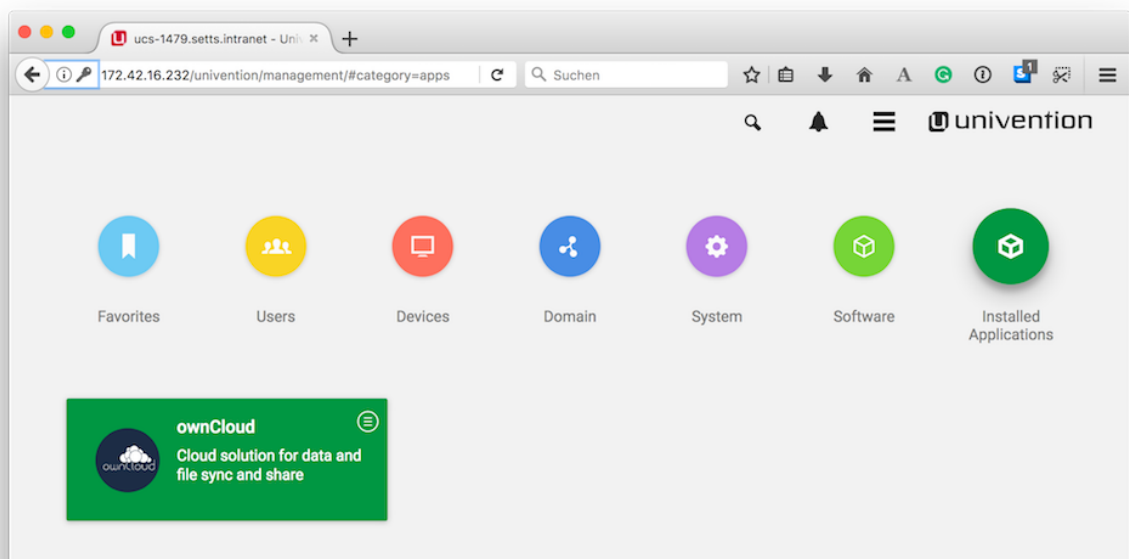 ucs-1479.setts.intranet - Univ
172.42.16.232/univention/management/#category=apps
Suchen
1
univention
Favorites
Users
Devices
Domain
System
Software
Installed
Applications
ownCloud
ownCloud
Cloud solution for data and
file sync and share